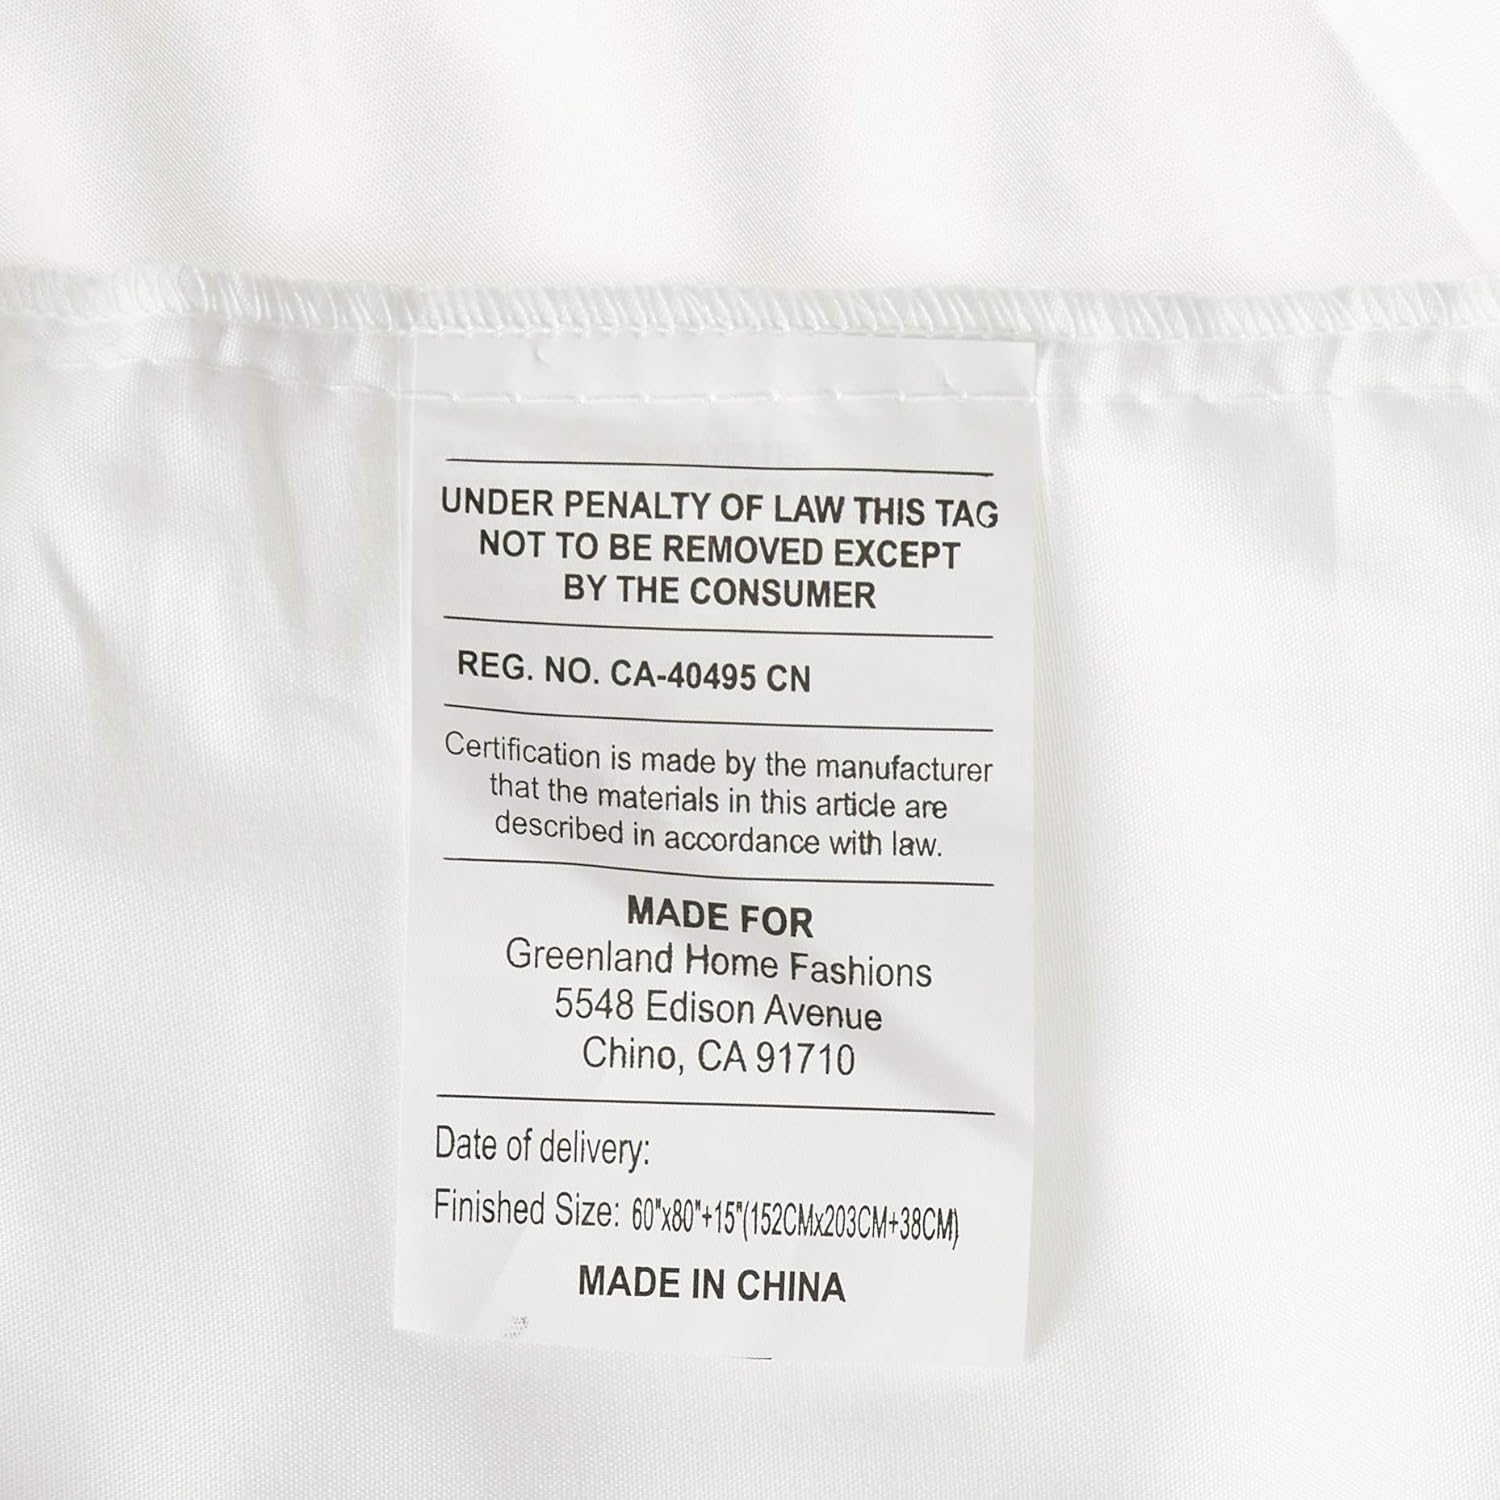 UNDER PENALTY OF LAW THIS TAG
NOT TO BE REMOVED EXCEPT
BY THE CONSUMER
REG. NO. CA-40495 CN
Certification is made by the manufacturer
that the materials in this article are
described in accordance with law.
MADE FOR
Greenland Home Fashions
5548 Edison Avenue
Chino, CA 91710
Date of delivery:
Finished Size: 60"x80"+15"(152CMx203CM+38CM)
MADE IN CHINA